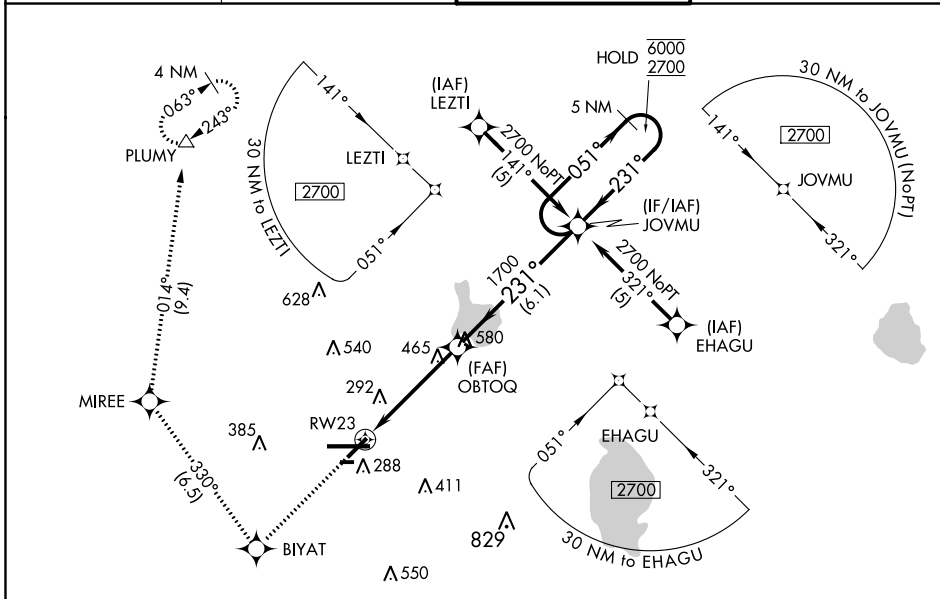 4 NM
063°
243°
PLUMY
141°
LEZTI
2700
051°
30 NM to LEZTI
(IAF)
LEZTI
2700 NoPT
141°
(5)
HOLD 6000
2700
5 NM
051°
231°
(IF/IAF)
JOVMU
30 NM to JOVMU (NoPT)
141°
2700
JOVMU
321°
2700 NoPT
321°
(5)
(IAF)
EHAGU
1700
231°
(6.1)
628
540
465
580
(FAF)
OBTOQ
014°
(9.4)
MIREE
292
RW23
385
288
411
330°
(6.5)
BIYAT
829
550
EHAGU
051°
321°
2700
30 NM to EHAGU